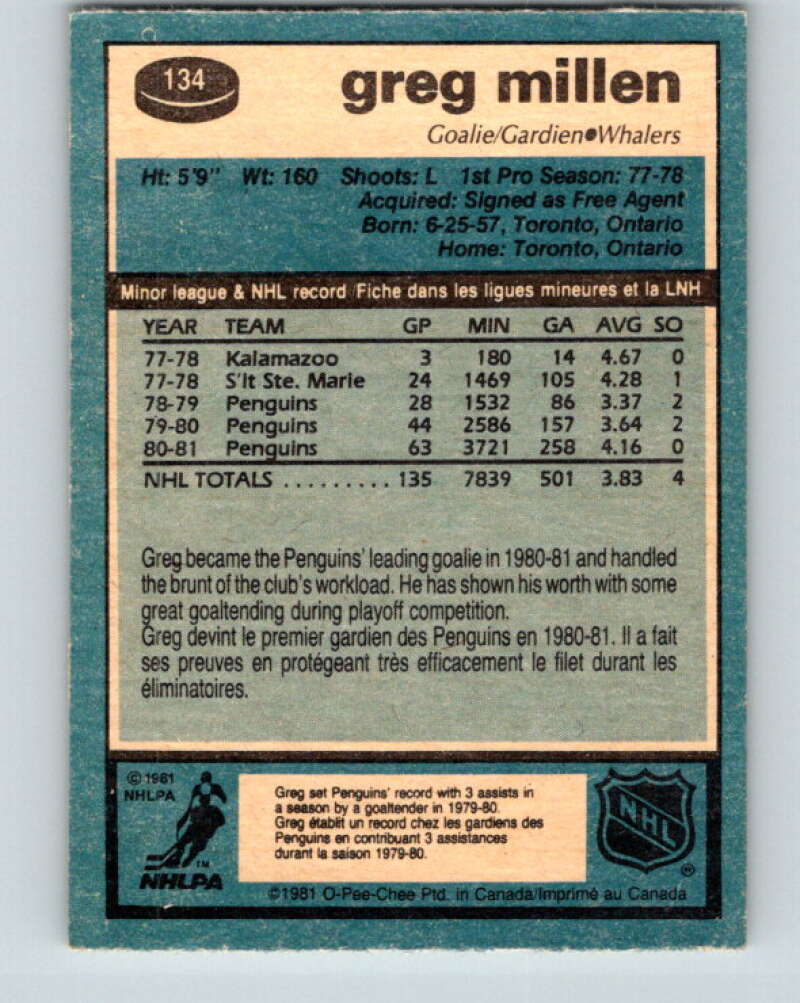 134
greg millen
Goalie/Gardien●Whalers
Ht: 5'9" Wt: 160 Shoots: L 1st Pro Season: 77-78
Acquired: Signed as Free Agent
Born: 6-25-57, Toronto, Ontario
Home: Toronto, Ontario
Minor league & NHL record/Fiche dans les ligues mineures et la LNH
YEAR TEAM GP MIN GA AVG SO
77-78 Kalamazoo 3 180 14 4.67 0
77-78 S'lt Ste. Marie 24 1469 105 4.28 1
78-79 Penguins 28 1532 86 3.37 2
79-80 Penguins 44 2586 157 3.64 2
80-81 Penguins 63 3721 258 4.16 0
NHL TOTALS ......... 135 7839 501 3.83 4
Greg became the Penguins' leading goalie in 1980-81 and handled
the brunt of the club's workload. He has shown his worth with some
great goaltending during playoff competition.
Greg devint le premier gardien des Penguins en 1980-81. Il a fait
ses preuves en protégeant très efficacement le filet durant les
éliminatoires.
© 1981
NHLPA
TM
NHLPA
Greg set Penguins' record with 3 assists in
a season by a goaltender in 1979-80.
Greg établit un record chez les gardiens des
Penguins en contribuant 3 assistances
durant la saison 1979-80.
NHL
®
©1981 O-Pee-Chee Ptd. in Canada/Imprimé au Canada